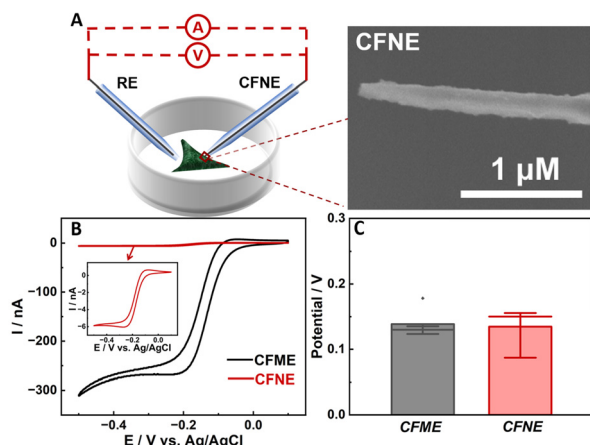 A
A
V
RE
CFNE
CFNE
1 µM
B
I / nA
0
−100
−200
−300
I / nA
0
−2
−4
−6
−0.4 −0.2 0.0
E / V vs. Ag/AgCl
CFME
CFNE
−0.4 −0.2 0.0
E / V vs. Ag/AgCl
C
Potential / V
0.3
0.2
0.1
0.0
CFME CFNE